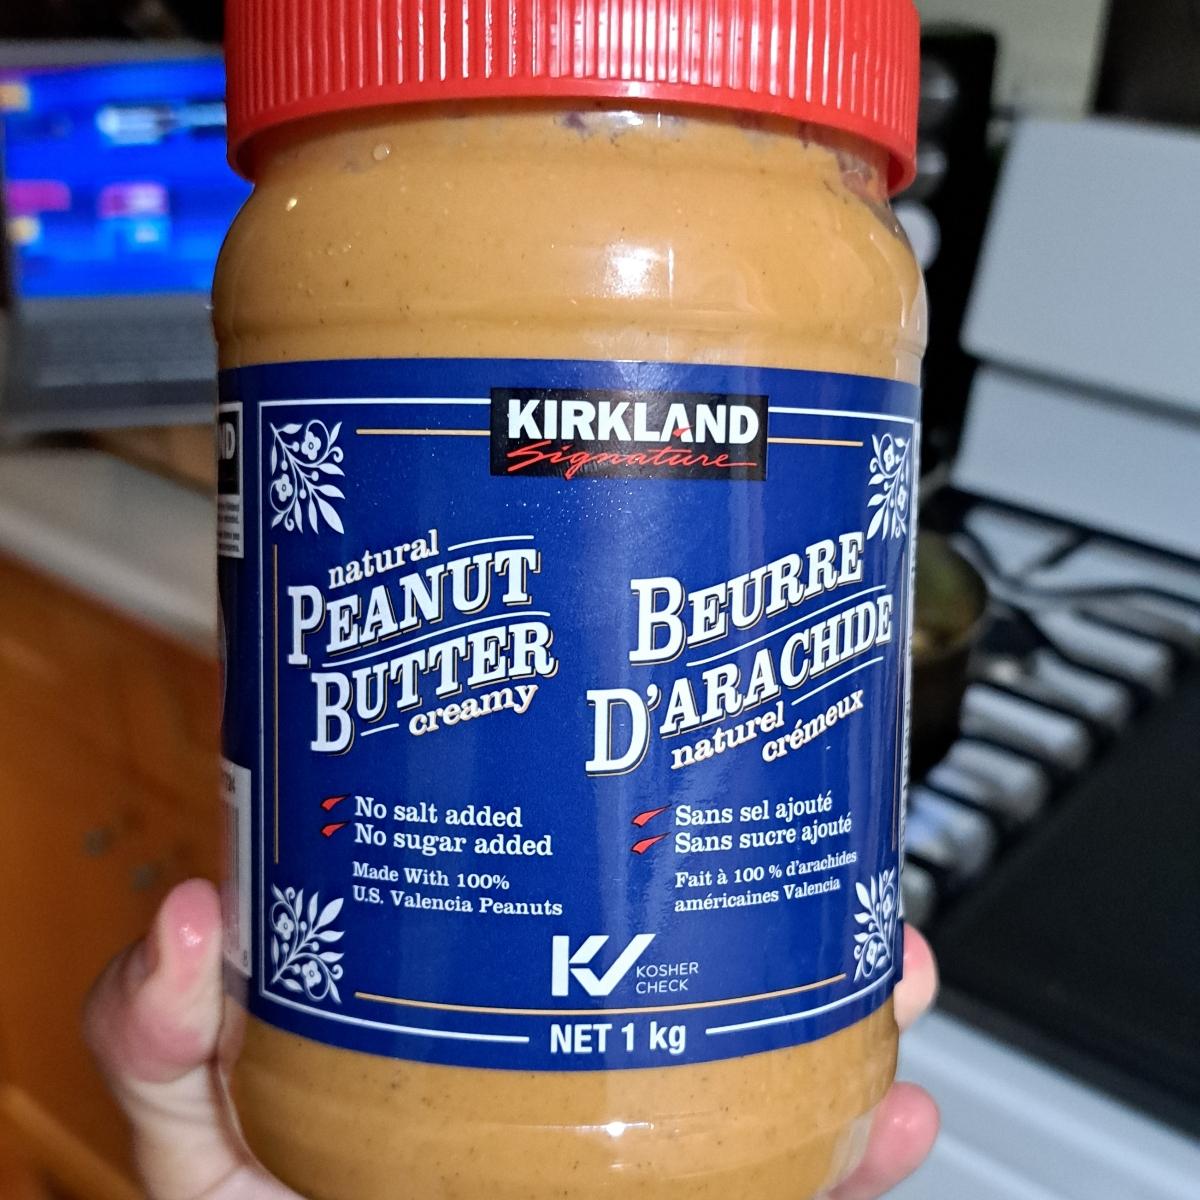 KIRKLAND
Signature
natural
PEANUT
BUTTER
creamy
No salt added
No sugar added
Made With 100%
U.S. Valencia Peanuts
BEURRE
D'ARACHIDE
naturel
crémeux
Sans sel ajouté
Sans sucre ajouté
Fait à 100 % d'arachides
américaines Valencia
KOSHER
CHECK
NET 1 kg
ND